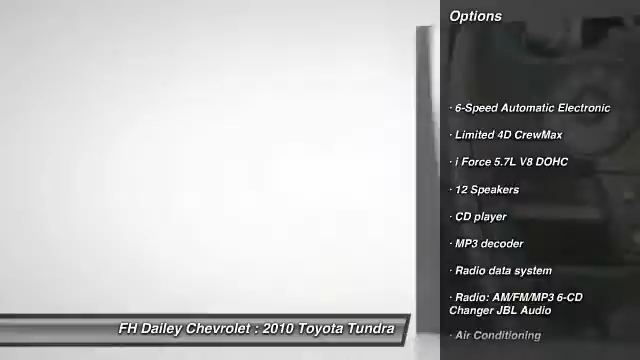 Options
· 6-Speed Automatic Electronic
· Limited 4D CrewMax
· i Force 5.7L V8 DOHC
· 12 Speakers
· CD player
· MP3 decoder
· Radio data system
· Radio: AM/FM/MP3 6-CD
Changer JBL Audio
· Air Conditioning
FH Dailey Chevrolet : 2010 Toyota Tundra